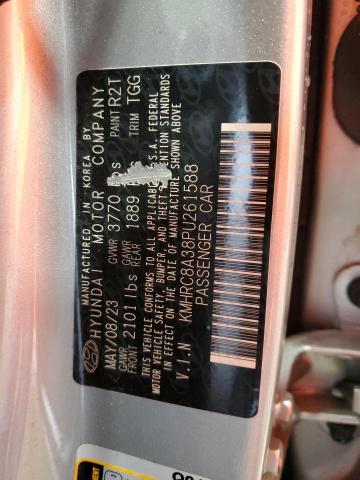 MANUFACTURED IN KOREA BY
HYUNDAI MOTOR COMPANY
MAY/08/23 GVWR 3770 PAINT R2T
GAWR FRONT 2101 lbs GAWR REAR 1889 TRIM TGG
THIS VEHICLE CONFORMS TO ALL APPLICABLE U.S.A. FEDERAL
MOTOR VEHICLE SAFETY, BUMPER, AND THEFT PREVENTION STANDARDS
IN EFFECT ON THE DATE OF MANUFACTURE SHOWN ABOVE
V.I.N KMHRC8A38PU261588
PASSENGER CAR